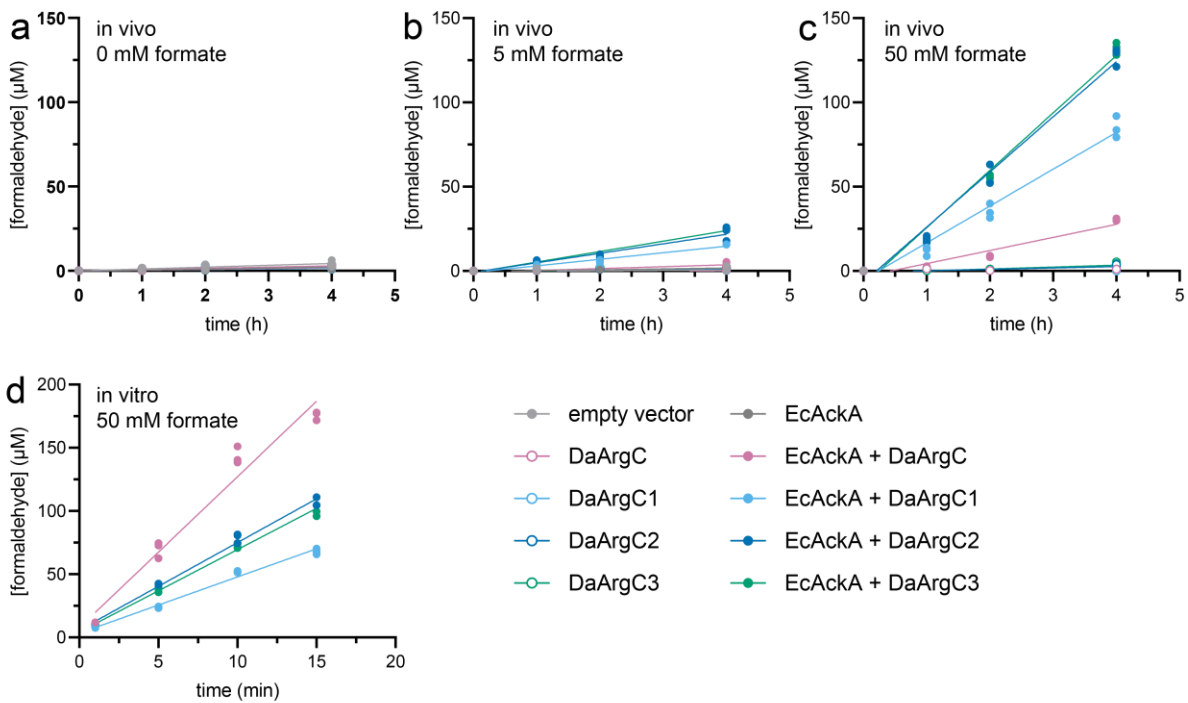 a
in vivo
0 mM formate
[formaldehyde] (µM)
150
100
50
0
0 1 2 3 4 5
time (h)
b
in vivo
5 mM formate
[formaldehyde] (µM)
150
100
50
0
0 1 2 3 4 5
time (h)
c
in vivo
50 mM formate
[formaldehyde] (µM)
150
100
50
0
0 1 2 3 4 5
time (h)
d
in vitro
50 mM formate
[formaldehyde] (µM)
200
150
100
50
0
0 5 10 15 20
time (min)
empty vector
DaArgC
DaArgC1
DaArgC2
DaArgC3
EcAckA
EcAckA + DaArgC
EcAckA + DaArgC1
EcAckA + DaArgC2
EcAckA + DaArgC3